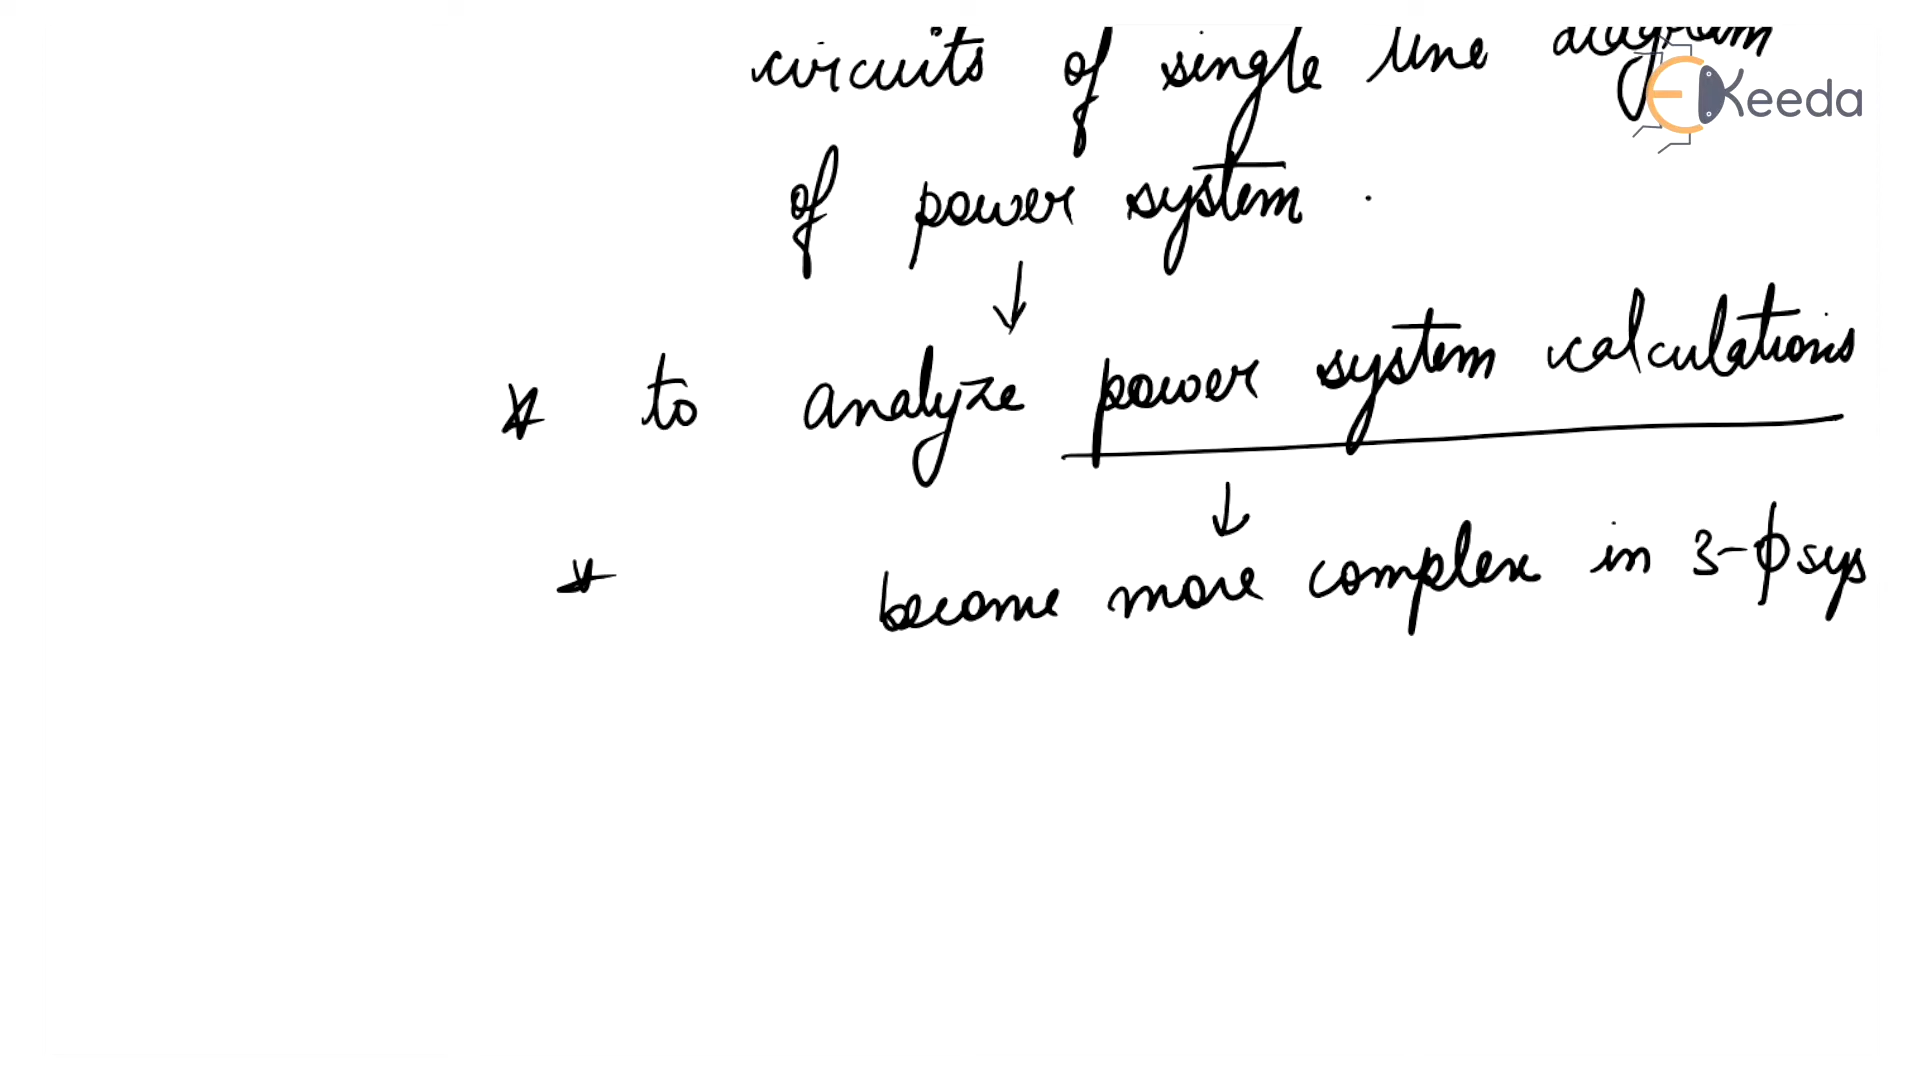 circuits of single line diagram
EKeeda
of power system.
↓
* to analyze power system calculations
↓
* become more complex in 3-ϕ sys